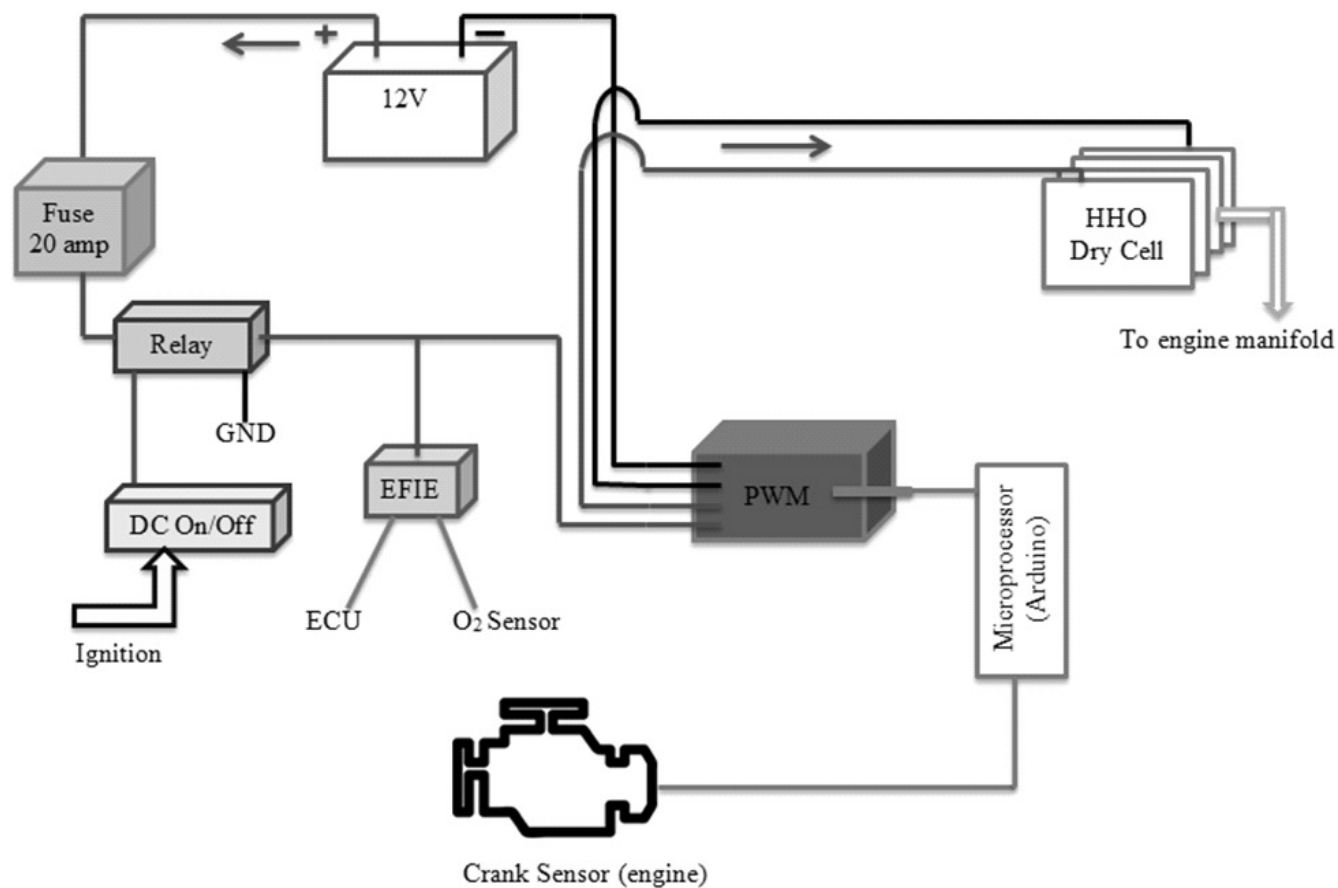 +
−
12V
Fuse
20 amp
HHO
Dry Cell
To engine manifold
Relay
GND
EFIE
PWM
DC On/Off
Microprocessor
(Arduino)
ECU
O₂ Sensor
Ignition
Crank Sensor (engine)